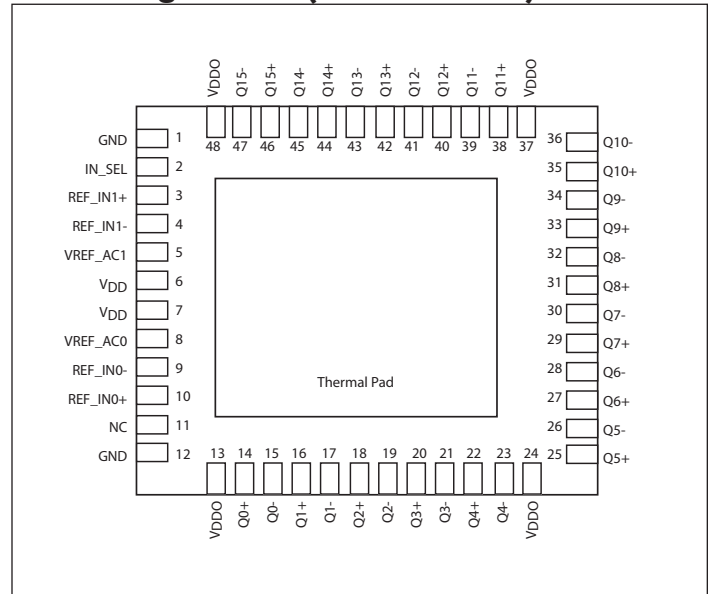 VDDO Q15- Q15+ Q14- Q14+ Q13- Q13+ Q12- Q12+ Q11- Q11+ VDDO
48 47 46 45 44 43 42 41 40 39 38 37
GND 1
IN_SEL 2
REF_IN1+ 3
REF_IN1- 4
VREF_AC1 5
VDD 6
VDD 7
VREF_AC0 8
REF_IN0- 9
REF_IN0+ 10
NC 11
GND 12
Thermal Pad
36 Q10-
35 Q10+
34 Q9-
33 Q9+
32 Q8-
31 Q8+
30 Q7-
29 Q7+
28 Q6-
27 Q6+
26 Q5-
25 Q5+
13 14 15 16 17 18 19 20 21 22 23 24
VDDO Q0+ Q0- Q1+ Q1- Q2+ Q2- Q3+ Q3- Q4+ Q4- VDDO